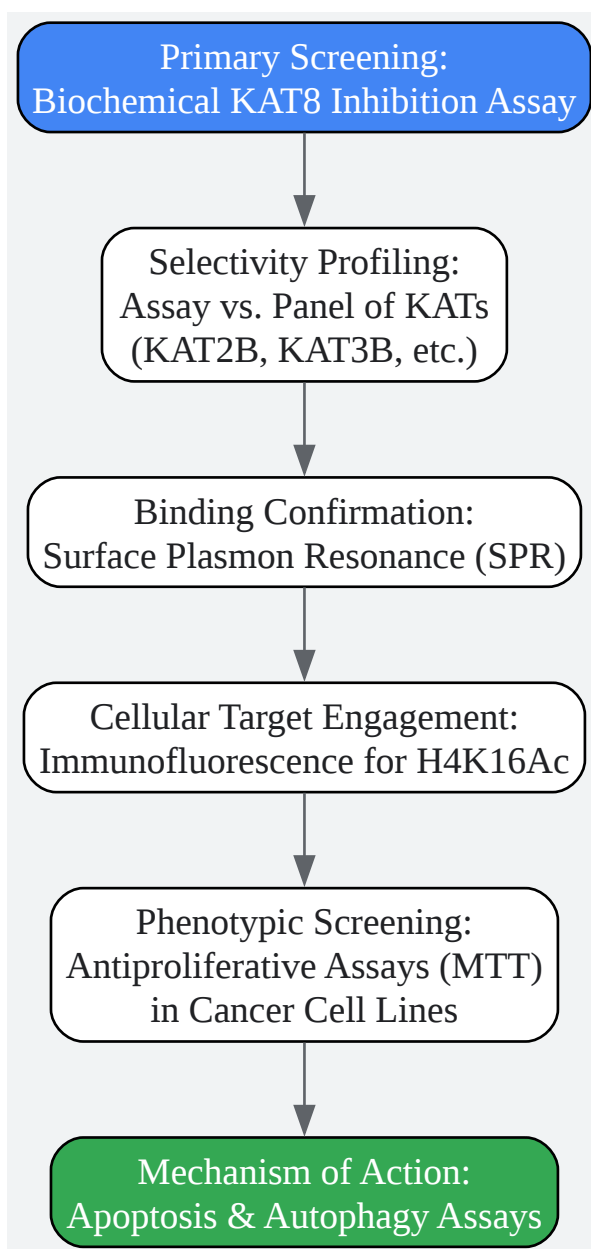 Primary Screening:
Biochemical KAT8 Inhibition Assay
Selectivity Profiling:
Assay vs. Panel of KATs
(KAT2B, KAT3B, etc.)
Binding Confirmation:
Surface Plasmon Resonance (SPR)
Cellular Target Engagement:
Immunofluorescence for H4K16Ac
Phenotypic Screening:
Antiproliferative Assays (MTT)
in Cancer Cell Lines
Mechanism of Action:
Apoptosis & Autophagy Assays